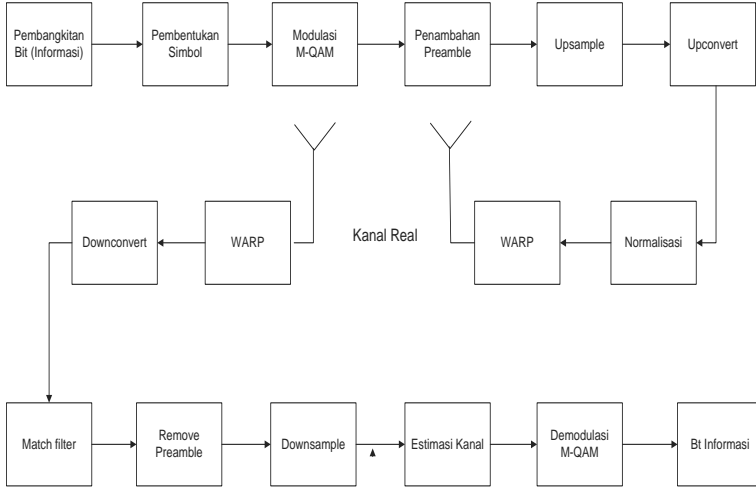 Pembangkitan
Bit (Informasi)
Pembentukan
Simbol
Modulasi
M-QAM
Penambahan
Preamble
Upsample
Upconvert
Downconvert
WARP
Kanal Real
WARP
Normalisasi
Match filter
Remove
Preamble
Downsample
Estimasi Kanal
Demodulasi
M-QAM
Bt Informasi